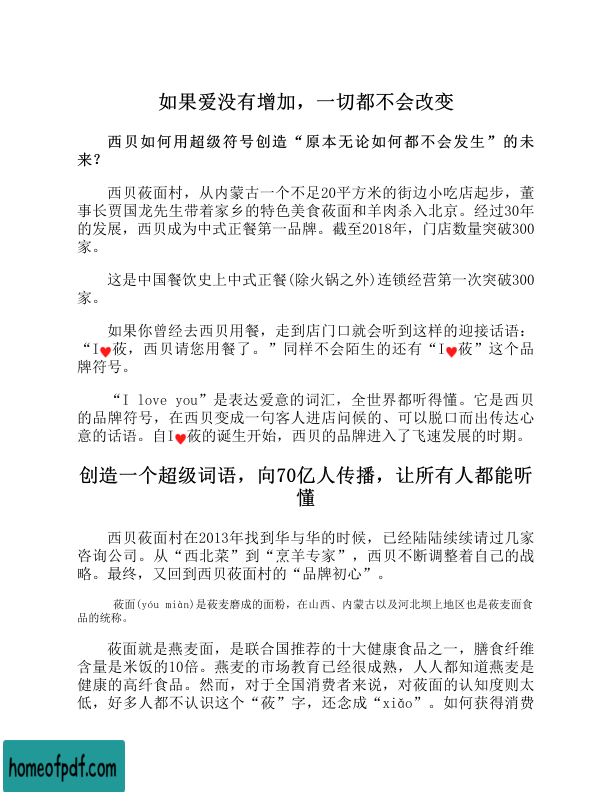 如果爱没有增加，一切都不会改变
西贝如何用超级符号创造“原本无论如何都不会发生”的未
来？
西贝莜面村，从内蒙古一个不足20平方米的街边小吃店起步，董
事长贾国龙先生带着家乡的特色美食莜面和羊肉杀入北京。经过30年
的发展，西贝成为中式正餐第一品牌。截至2018年，门店数量突破300
家。
这是中国餐饮史上中式正餐(除火锅之外)连锁经营第一次突破300
家。
如果你曾经去西贝用餐，走到店门口就会听到这样的迎接话语：
“I♥莜，西贝请您用餐了。”同样不会陌生的还有“I♥莜”这个品
牌符号。
“I love you”是表达爱意的词汇，全世界都听得懂。它是西贝
的品牌符号，在西贝变成一句客人进店问候的、可以脱口而出传达心
意的话语。自I♥莜的诞生开始，西贝的品牌进入了飞速发展的时期。
创造一个超级词语，向70亿人传播，让所有人都能听
懂
西贝莜面村在2013年找到华与华的时候，已经陆陆续续请过几家
咨询公司。从“西北菜”到“烹羊专家”，西贝不断调整着自己的战
略。最终，又回到西贝莜面村的“品牌初心”。
莜面(yóu miàn)是莜麦磨成的面粉，在山西、内蒙古以及河北坝上地区也是莜麦面食
品的统称。
莜面就是燕麦面，是联合国推荐的十大健康食品之一，膳食纤维
含量是米饭的10倍。燕麦的市场教育已经很成熟，人人都知道燕麦是
健康的高纤食品。然而，对于全国消费者来说，对莜面的认知度则太
低，好多人都不认识这个“莜”字，还念成“xiǎo”。如何获得消费
homeofpdf.com